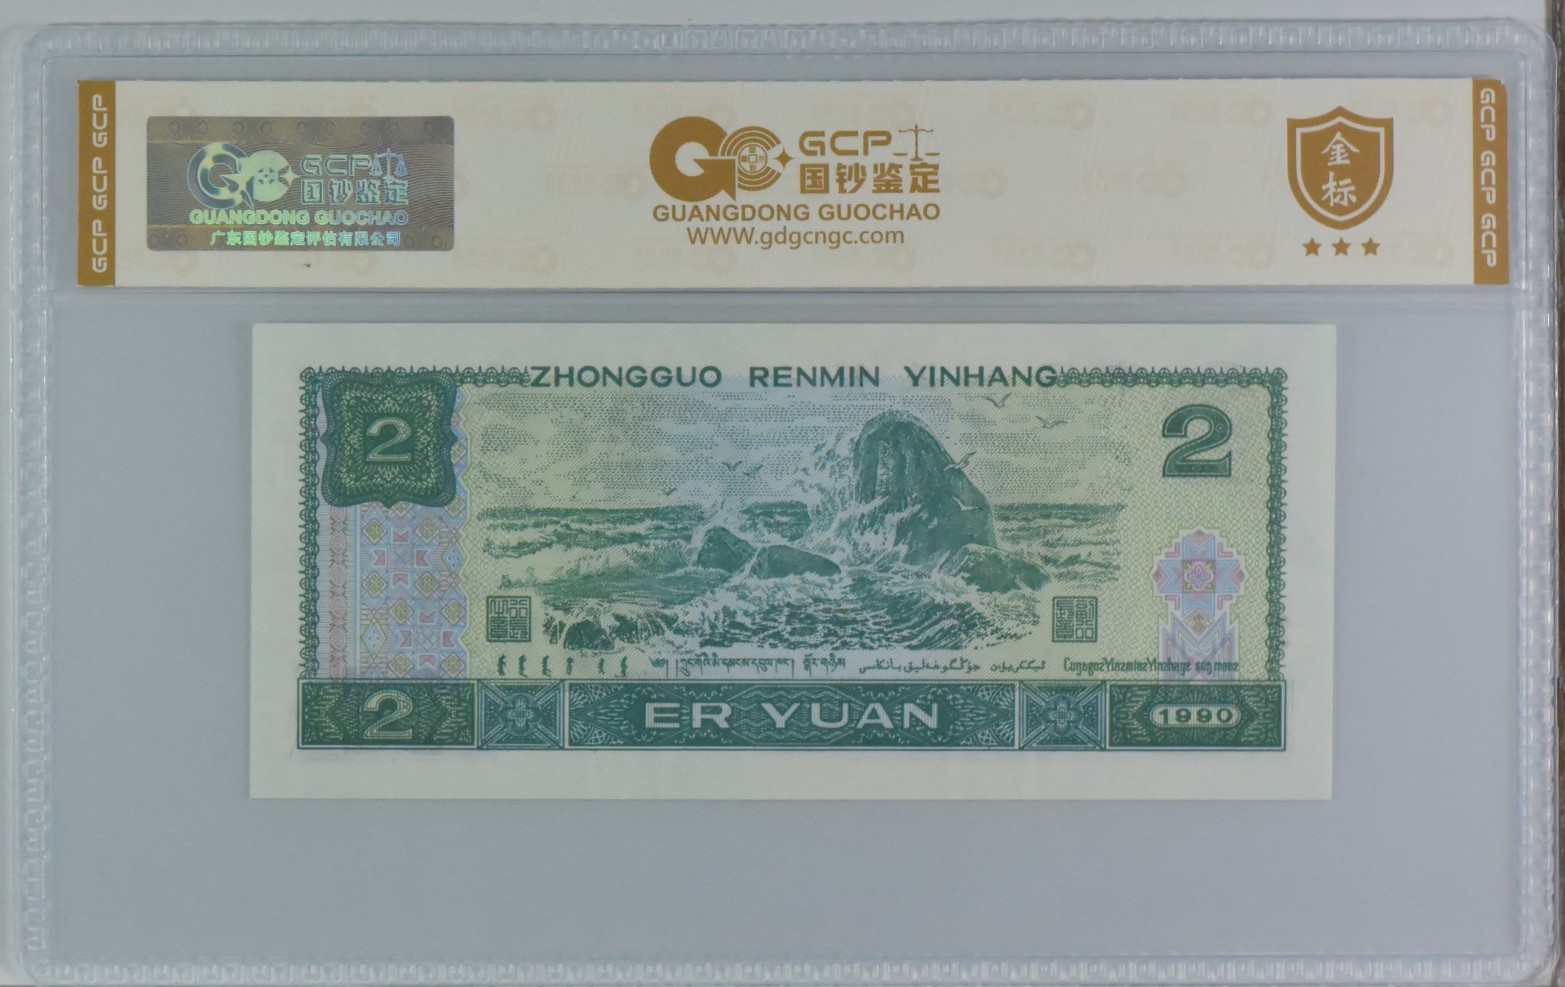 GCP GCP GCP
GCP
国钞鉴定
GUANGDONG GUOCHAO
广东国钞鉴定评估有限公司
GCP
国钞鉴定
GUANGDONG GUOCHAO
WWW.gdgcngc.com
金
标
GCP GCP GCP
ZHONGGUO RENMIN YINHANG
2
2
2
ER YUAN
1990